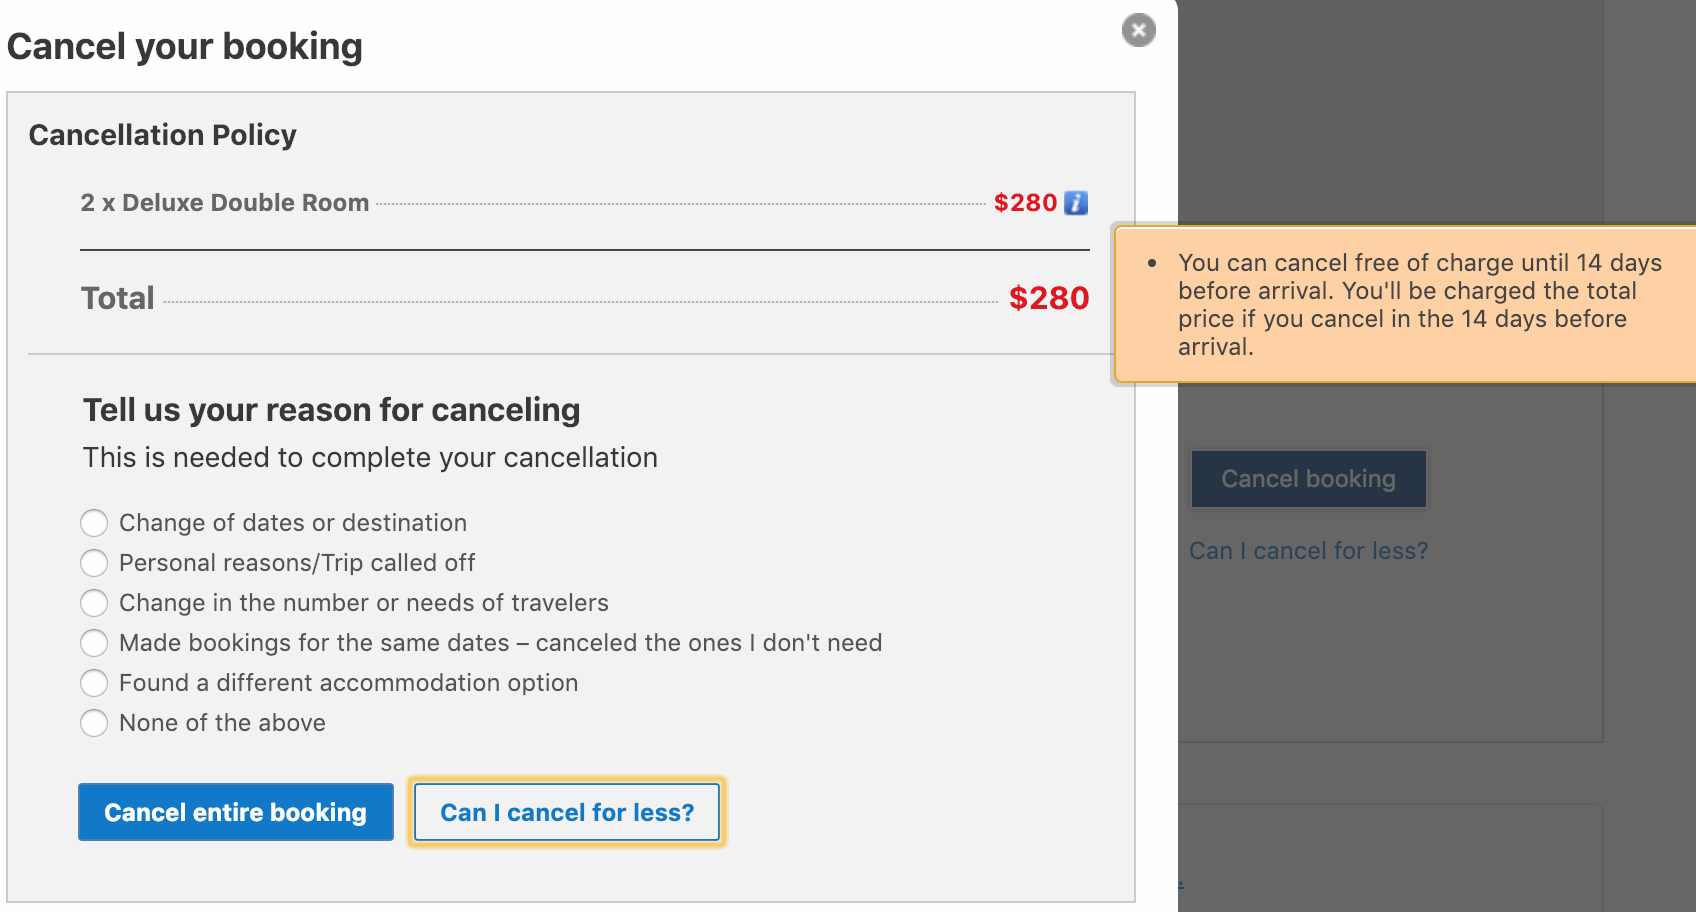 Cancel your booking
Cancellation Policy
2 x Deluxe Double Room $280
Total $280
You can cancel free of charge until 14 days
before arrival. You'll be charged the total
price if you cancel in the 14 days before
arrival.
Tell us your reason for canceling
This is needed to complete your cancellation
Change of dates or destination
Personal reasons/Trip called off
Change in the number or needs of travelers
Made bookings for the same dates – canceled the ones I don't need
Found a different accommodation option
None of the above
Cancel entire booking
Can I cancel for less?
Cancel booking
Can I cancel for less?